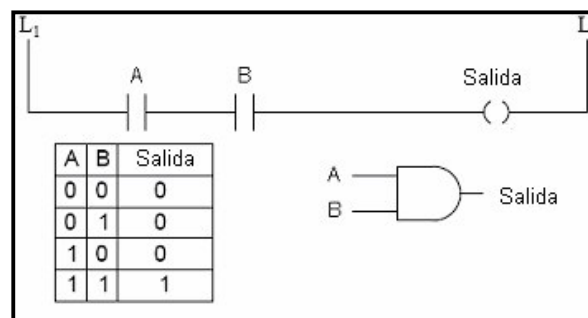 L₁ L
A B Salida
A B Salida
0 0 0
0 1 0
1 0 0
1 1 1
A
B
Salida